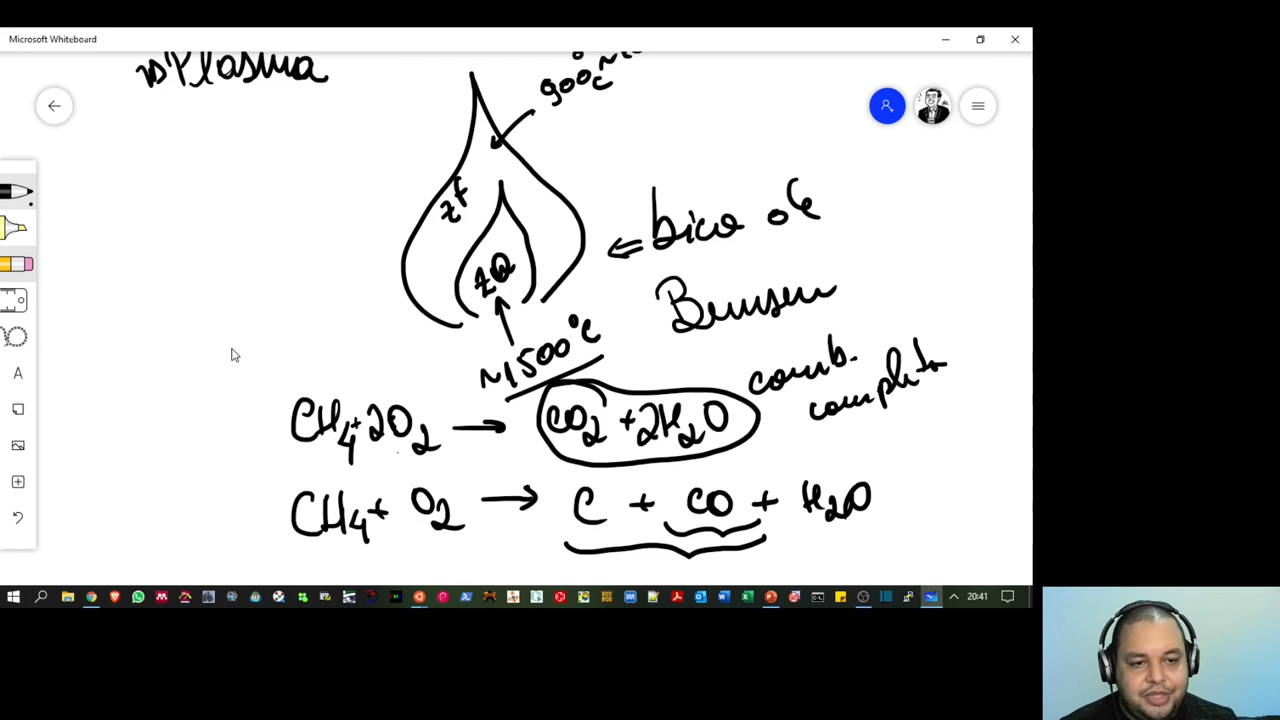 Microsoft Whiteboard
Plasma
900°C
zf
zQ
~1500°C
bico de
Bunsen
comb.
completa
CH4+2O2 → CO2 +2H2O
CH4+ O2 → C + CO + H2O
A
20:41